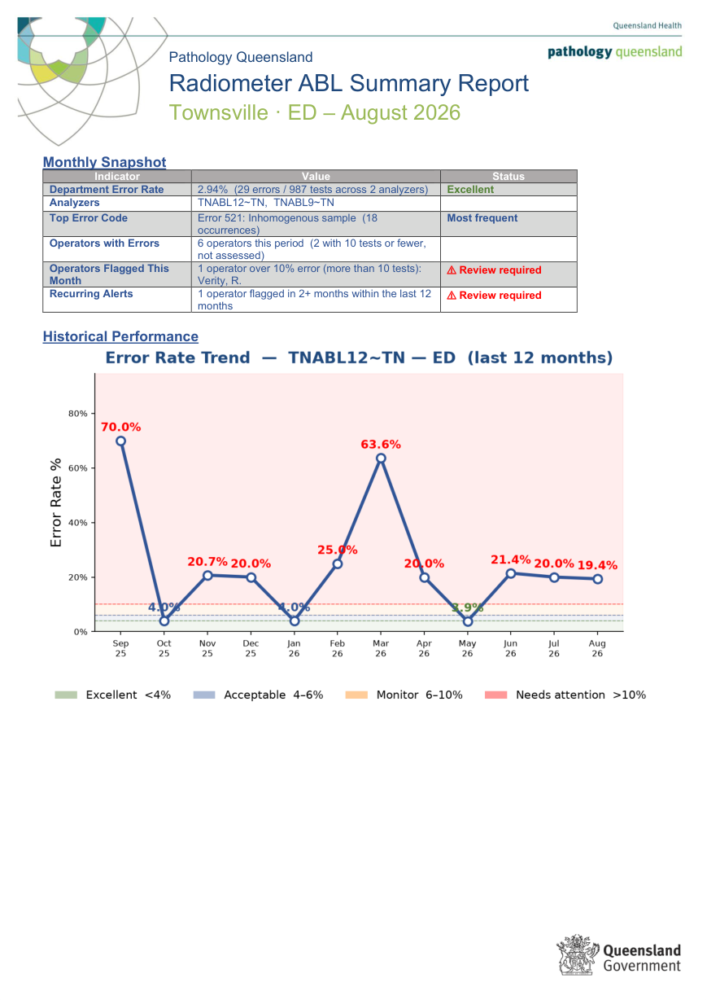 Queensland Health
pathology queensland
Pathology Queensland
Radiometer ABL Summary Report
Townsville · ED – August 2026
Monthly Snapshot
Indicator Value Status
Department Error Rate 2.94% (29 errors / 987 tests across 2 analyzers) Excellent
Analyzers TNABL12~TN, TNABL9~TN
Top Error Code Error 521: Inhomogenous sample (18 occurrences) Most frequent
Operators with Errors 6 operators this period (2 with 10 tests or fewer, not assessed)
Operators Flagged This Month 1 operator over 10% error (more than 10 tests): Verity, R. ⚠ Review required
Recurring Alerts 1 operator flagged in 2+ months within the last 12 months ⚠ Review required
Historical Performance
Error Rate Trend — TNABL12~TN — ED (last 12 months)
Error Rate %
80%
60%
40%
20%
0%
70.0% 4.0% 20.7% 20.0% 4.0% 25.0% 63.6% 20.0% 3.9% 21.4% 20.0% 19.4%
Sep Oct Nov Dec Jan Feb Mar Apr May Jun Jul Aug
25 25 25 25 26 26 26 26 26 26 26 26
Excellent <4% Acceptable 4–6% Monitor 6–10% Needs attention >10%
Queensland
Government